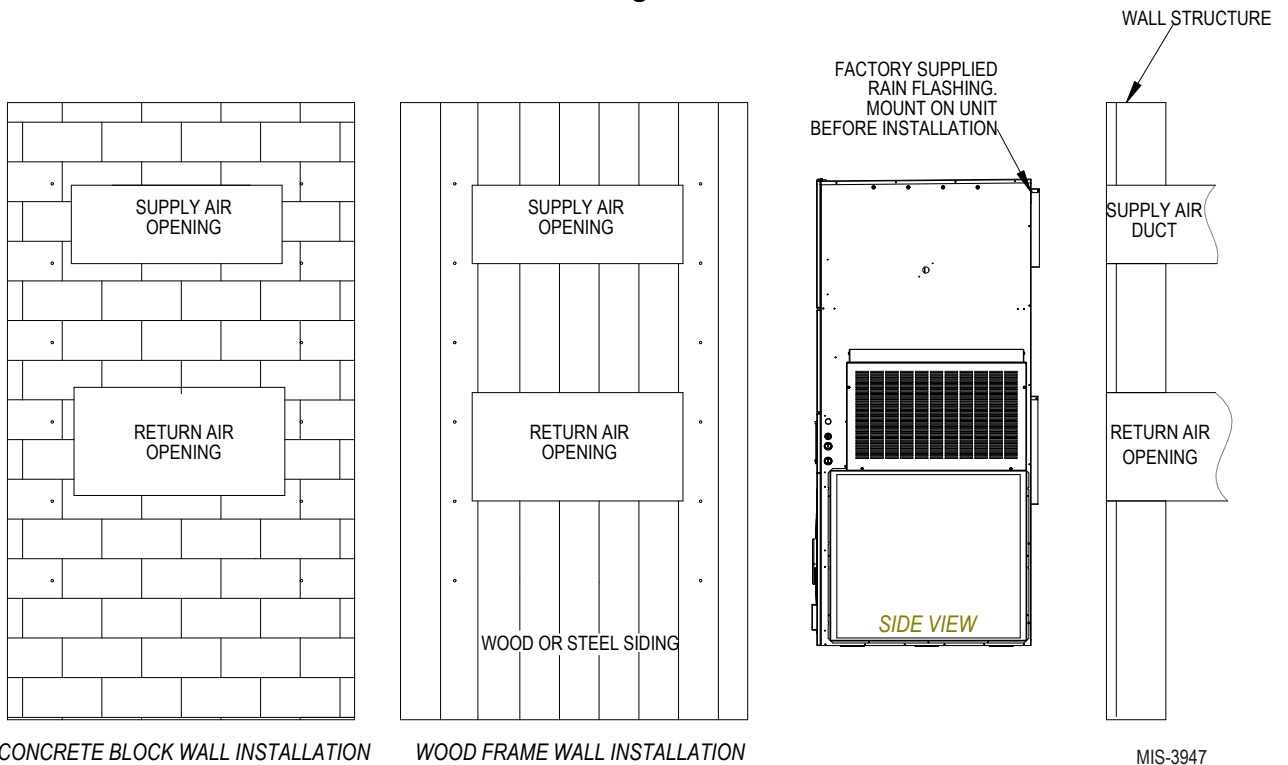 WALL STRUCTURE
FACTORY SUPPLIED
RAIN FLASHING.
MOUNT ON UNIT
BEFORE INSTALLATION
SUPPLY AIR
OPENING
RETURN AIR
OPENING
CONCRETE BLOCK WALL INSTALLATION
SUPPLY AIR
OPENING
RETURN AIR
OPENING
WOOD OR STEEL SIDING
WOOD FRAME WALL INSTALLATION
SIDE VIEW
SUPPLY AIR
DUCT
RETURN AIR
OPENING
MIS-3947